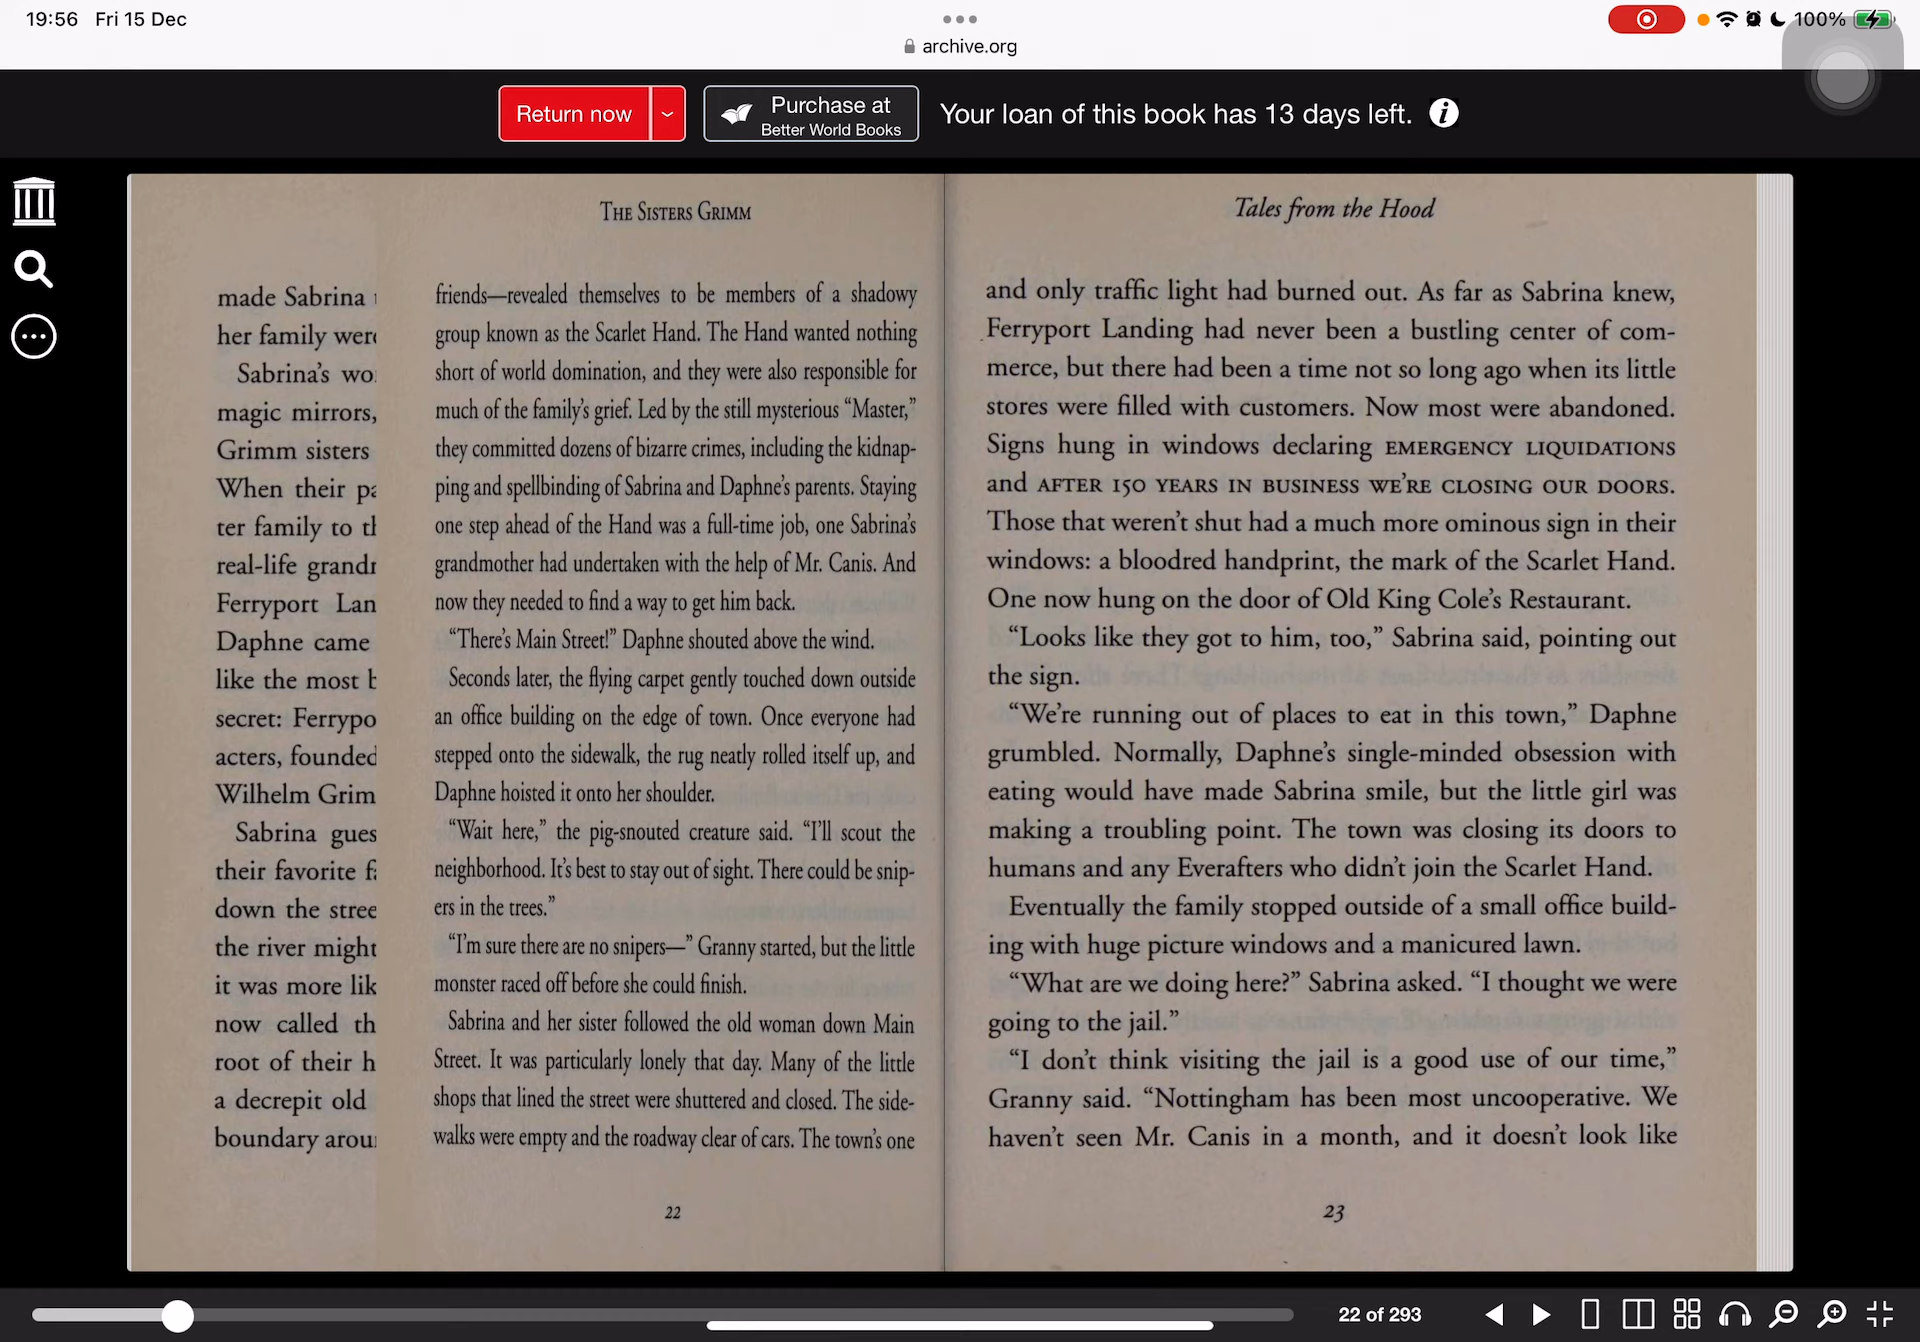 19:56 Fri 15 Dec
100%
archive.org
Return now
Purchase at
Better World Books
Your loan of this book has 13 days left.
made Sabrina
her family were
Sabrina's
magic mirrors,
Grimm sisters
When their
ter family to
real-life
Ferryport
Daphne came
like the most
secret:
acters, founded
Wilhelm
Sabrina
their favorite
down the
the river might
it was more
now called
root of their
a decrepit old
boundary
THE SISTERS GRIMM
friends—revealed themselves to be members of a shadowy
group known as the Scarlet Hand. The Hand wanted nothing
short of world domination, and they were also responsible for
much of the family's grief. Led by the still mysterious “Master,”
they committed dozens of bizarre crimes, including the kidnap-
ping and spellbinding of Sabrina and Daphne's parents. Staying
one step ahead of the Hand was a full-time job, one Sabrina's
grandmother had undertaken with the help of Mr. Canis. And
now they needed to find a way to get him back.
“There's Main Street!” Daphne shouted above the wind.
Seconds later, the flying carpet gently touched down outside
an office building on the edge of town. Once everyone had
stepped onto the sidewalk, the rug neatly rolled itself up, and
Daphne hoisted it onto her shoulder.
“Wait here,” the pig-snouted creature said. “I'll scout the
neighborhood. It's best to stay out of sight. There could be snip-
ers in the trees.”
“I'm sure there are no snipers—” Granny started, but the little
monster raced off before she could finish.
Sabrina and her sister followed the old woman down Main
Street. It was particularly lonely that day. Many of the little
shops that lined the street were shuttered and closed. The side-
walks were empty and the roadway clear of cars. The town's one
22
Tales from the Hood
and only traffic light had burned out. As far as Sabrina knew,
Ferryport Landing had never been a bustling center of com-
merce, but there had been a time not so long ago when its little
stores were filled with customers. Now most were abandoned.
Signs hung in windows declaring EMERGENCY LIQUIDATIONS
and AFTER 150 YEARS IN BUSINESS WE'RE CLOSING OUR DOORS.
Those that weren't shut had a much more ominous sign in their
windows: a bloodred handprint, the mark of the Scarlet Hand.
One now hung on the door of Old King Cole's Restaurant.
“Looks like they got to him, too,” Sabrina said, pointing out
the sign.
“We're running out of places to eat in this town,” Daphne
grumbled. Normally, Daphne's single-minded obsession with
eating would have made Sabrina smile, but the little girl was
making a troubling point. The town was closing its doors to
humans and any Everafters who didn't join the Scarlet Hand.
Eventually the family stopped outside of a small office build-
ing with huge picture windows and a manicured lawn.
“What are we doing here?” Sabrina asked. “I thought we were
going to the jail.”
“I don't think visiting the jail is a good use of our time,”
Granny said. “Nottingham has been most uncooperative. We
haven't seen Mr. Canis in a month, and it doesn't look like
23
22 of 293